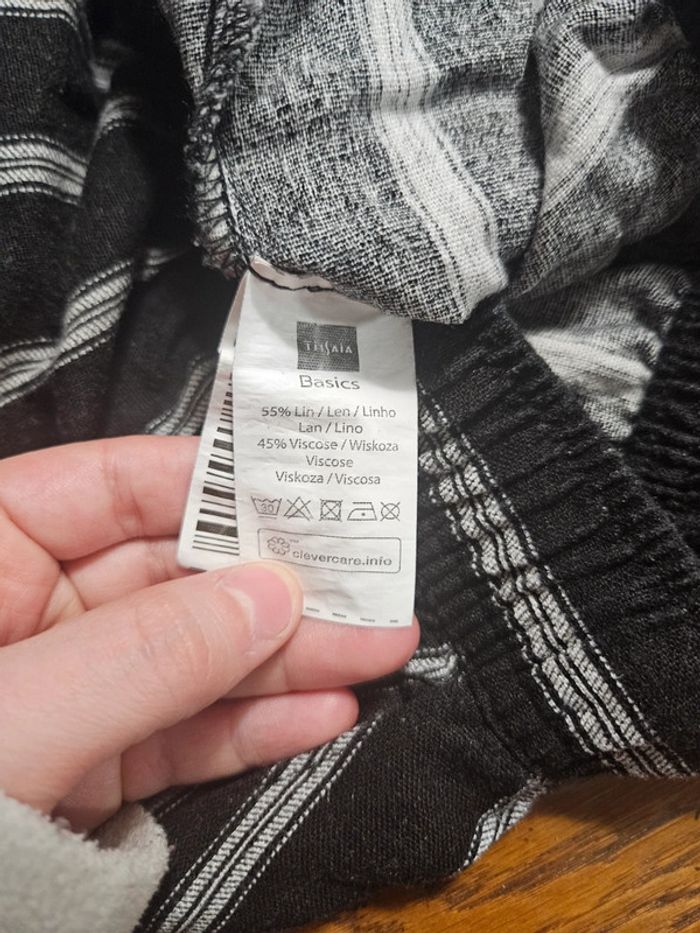 TISSAIA
Basics
55% Lin / Len / Linho
Lan / Lino
45% Viscose / Wiskoza
Viscose
Viskoza / Viscosa
30
clevercare.info